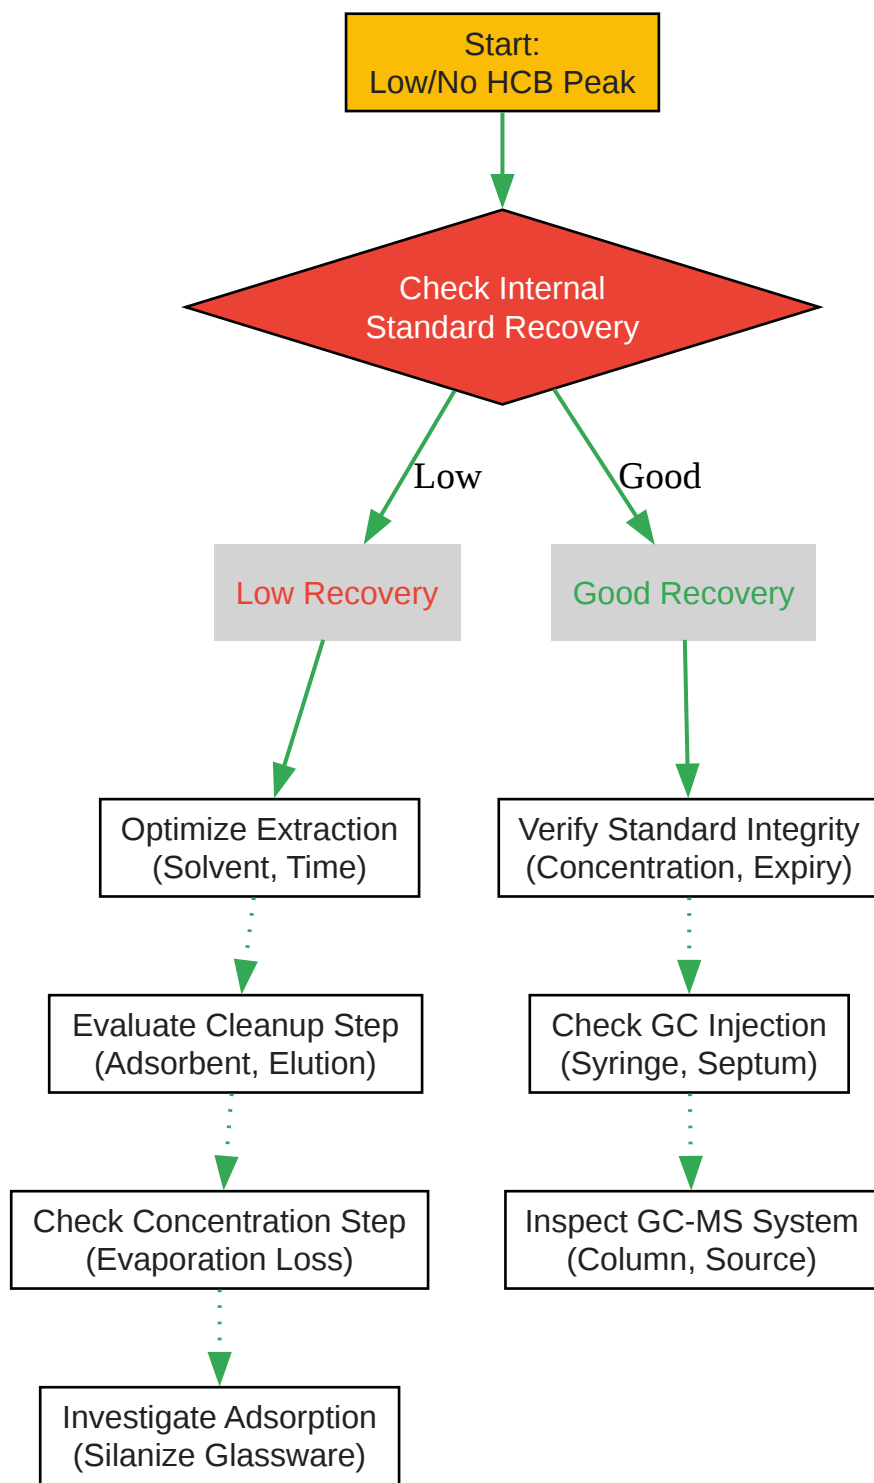 Start:
Low/No HCB Peak
Check Internal
Standard Recovery
Low
Good
Low Recovery
Good Recovery
Optimize Extraction
(Solvent, Time)
Verify Standard Integrity
(Concentration, Expiry)
Evaluate Cleanup Step
(Adsorbent, Elution)
Check GC Injection
(Syringe, Septum)
Check Concentration Step
(Evaporation Loss)
Inspect GC-MS System
(Column, Source)
Investigate Adsorption
(Silanize Glassware)